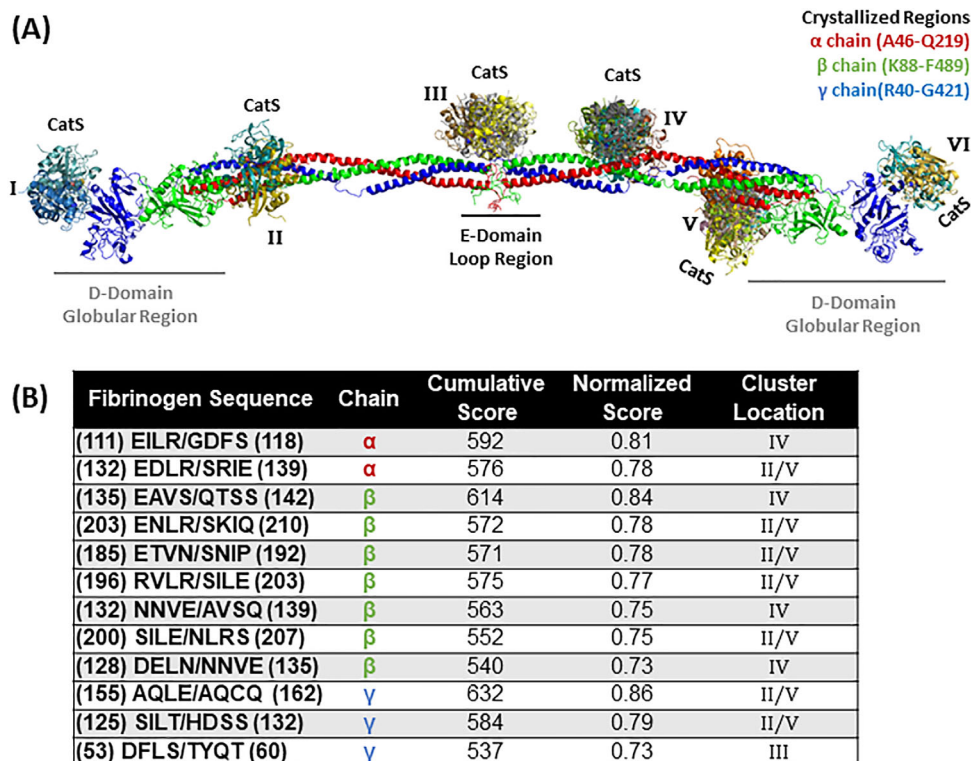 (A)
Crystallized Regions
α chain (A46-Q219)
β chain (K88-F489)
γ chain(R40-G421)
CatS
CatS
CatS
CatS
III
IV
VI
I
II
V
CatS
CatS
E-Domain
Loop Region
D-Domain
Globular Region
D-Domain
Globular Region
(B)
Fibrinogen Sequence Chain Cumulative Score Normalized Score Cluster Location
(111) EILR/GDFS (118) α 592 0.81 IV
(132) EDLR/SRIE (139) α 576 0.78 II/V
(135) EAVS/QTSS (142) β 614 0.84 IV
(203) ENLR/SKIQ (210) β 572 0.78 II/V
(185) ETVN/SNIP (192) β 571 0.78 II/V
(196) RVLR/SILE (203) β 575 0.77 II/V
(132) NNVE/AVSQ (139) β 563 0.75 IV
(200) SILE/NLRS (207) β 552 0.75 II/V
(128) DELN/NNVE (135) β 540 0.73 IV
(155) AQLE/AQCQ (162) γ 632 0.86 II/V
(125) SILT/HDSS (132) γ 584 0.79 II/V
(53) DFLS/TYQT (60) γ 537 0.73 III